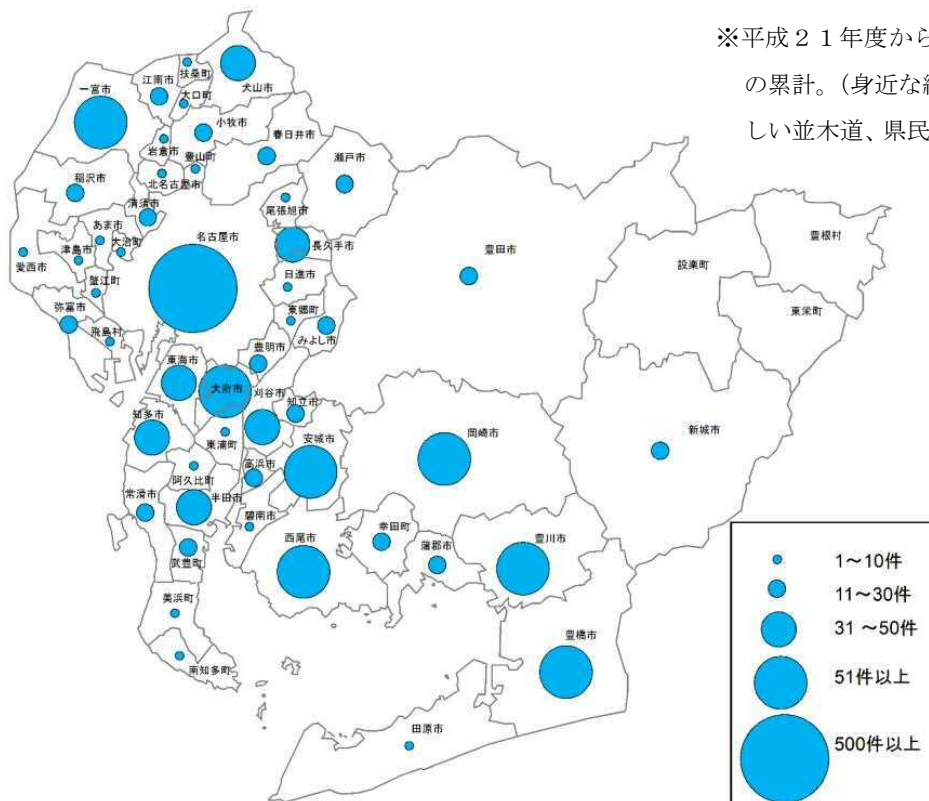 ※平成２１年度から
の累計。（身近な
しい並木道、県民
扶桑町
江南市
犬山市
一宮市
大口町
小牧市
春日井市
岩倉市
豊山町
瀬戸市
北名古屋市
稲沢市
清須市
尾張旭市
あま市
名古屋市
長久手市
豊田市
豊根村
津島市
大治町
設楽町
愛西市
日進市
蟹江町
弥富市
東郷町
東栄町
飛島村
みよし市
豊明市
東海市
大府市
刈谷市
知立市
知多市
東浦町
安城市
岡崎市
新城市
高浜市
阿久比町
常滑市
半田市
碧南市
幸田町
西尾市
蒲郡市
豊川市
武豊町
美浜町
豊橋市
南知多町
田原市
1～10件
11～30件
31～50件
51件以上
500件以上